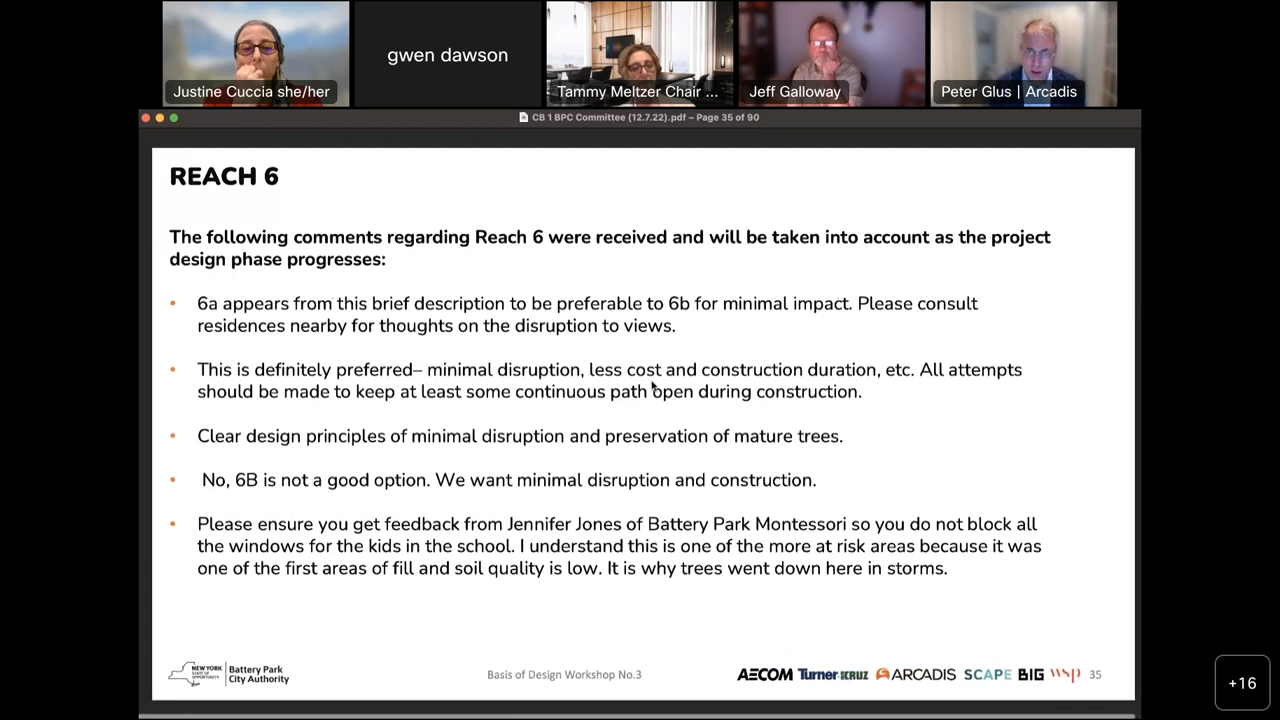 Justine Cuccia she/her
gwen dawson
Tammy Meltzer Chair ...
Jeff Galloway
Peter Glus | Arcadis
CB 1 BPC Committee (12.7.22).pdf – Page 35 of 90
REACH 6
The following comments regarding Reach 6 were received and will be taken into account as the project
design phase progresses:
• 6a appears from this brief description to be preferable to 6b for minimal impact. Please consult
residences nearby for thoughts on the disruption to views.
• This is definitely preferred– minimal disruption, less cost and construction duration, etc. All attempts
should be made to keep at least some continuous path open during construction.
• Clear design principles of minimal disruption and preservation of mature trees.
• No, 6B is not a good option. We want minimal disruption and construction.
• Please ensure you get feedback from Jennifer Jones of Battery Park Montessori so you do not block all
the windows for the kids in the school. I understand this is one of the more at risk areas because it was
one of the first areas of fill and soil quality is low. It is why trees went down here in storms.
NEW YORK
STATE OF
OPPORTUNITY
Battery Park
City Authority
Basis of Design Workshop No.3
AECOM Turner KRUZ ARCADIS SCAPE BIG wsp 35
+16